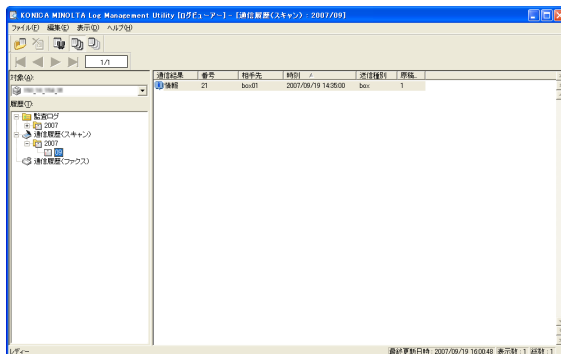 KONICA MINOLTA Log Management Utility [ログビューアー] - [通信履歴(スキャン) : 2007/09]
ファイル(F) 編集(E) 表示(D) ヘルプ(H)
1/1
対象(A):
履歴(T):
監査ログ
2007
通信履歴(スキャン)
2007
09
通信履歴(ファクス)
通信結果 番号 相手先 時刻 送信種別 原稿...
情報 21 box01 2007/09/19 14:35:00 box 1
レディー
最終更新日時 : 2007/09/19 16:00:48 表示数 : 1 総数 : 1